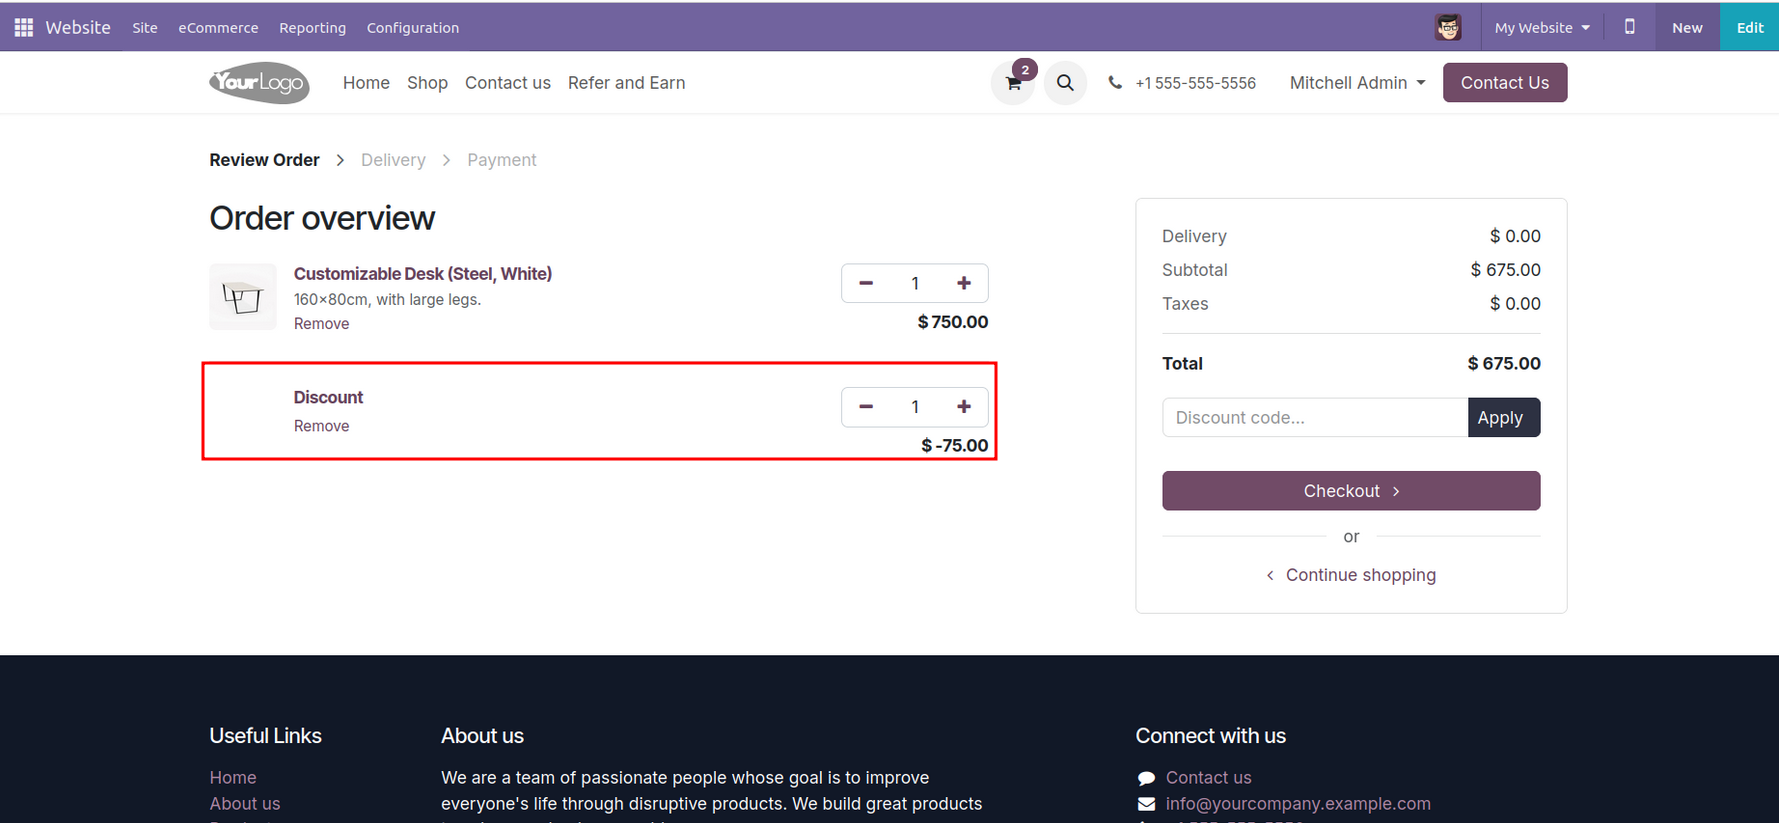 Website Site eCommerce Reporting Configuration My Website New Edit
YourLogo Home Shop Contact us Refer and Earn 2 +1 555-555-5556 Mitchell Admin Contact Us
Review Order > Delivery > Payment
Order overview
Customizable Desk (Steel, White)
160×80cm, with large legs.
Remove
1
$ 750.00
Discount
Remove
1
$ -75.00
Delivery $ 0.00
Subtotal $ 675.00
Taxes $ 0.00
Total $ 675.00
Discount code... Apply
Checkout >
or
< Continue shopping
Useful Links
Home
About us
About us
We are a team of passionate people whose goal is to improve
everyone's life through disruptive products. We build great products
Connect with us
Contact us
info@yourcompany.example.com